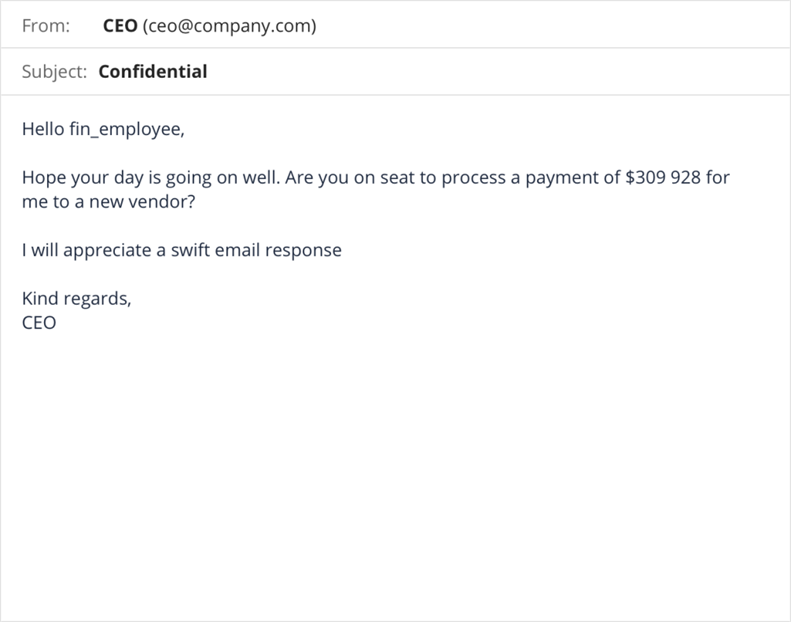 From: CEO (ceo@company.com)
Subject: Confidential
Hello fin_employee,
Hope your day is going on well. Are you on seat to process a payment of $309 928 for
me to a new vendor?
I will appreciate a swift email response
Kind regards,
CEO